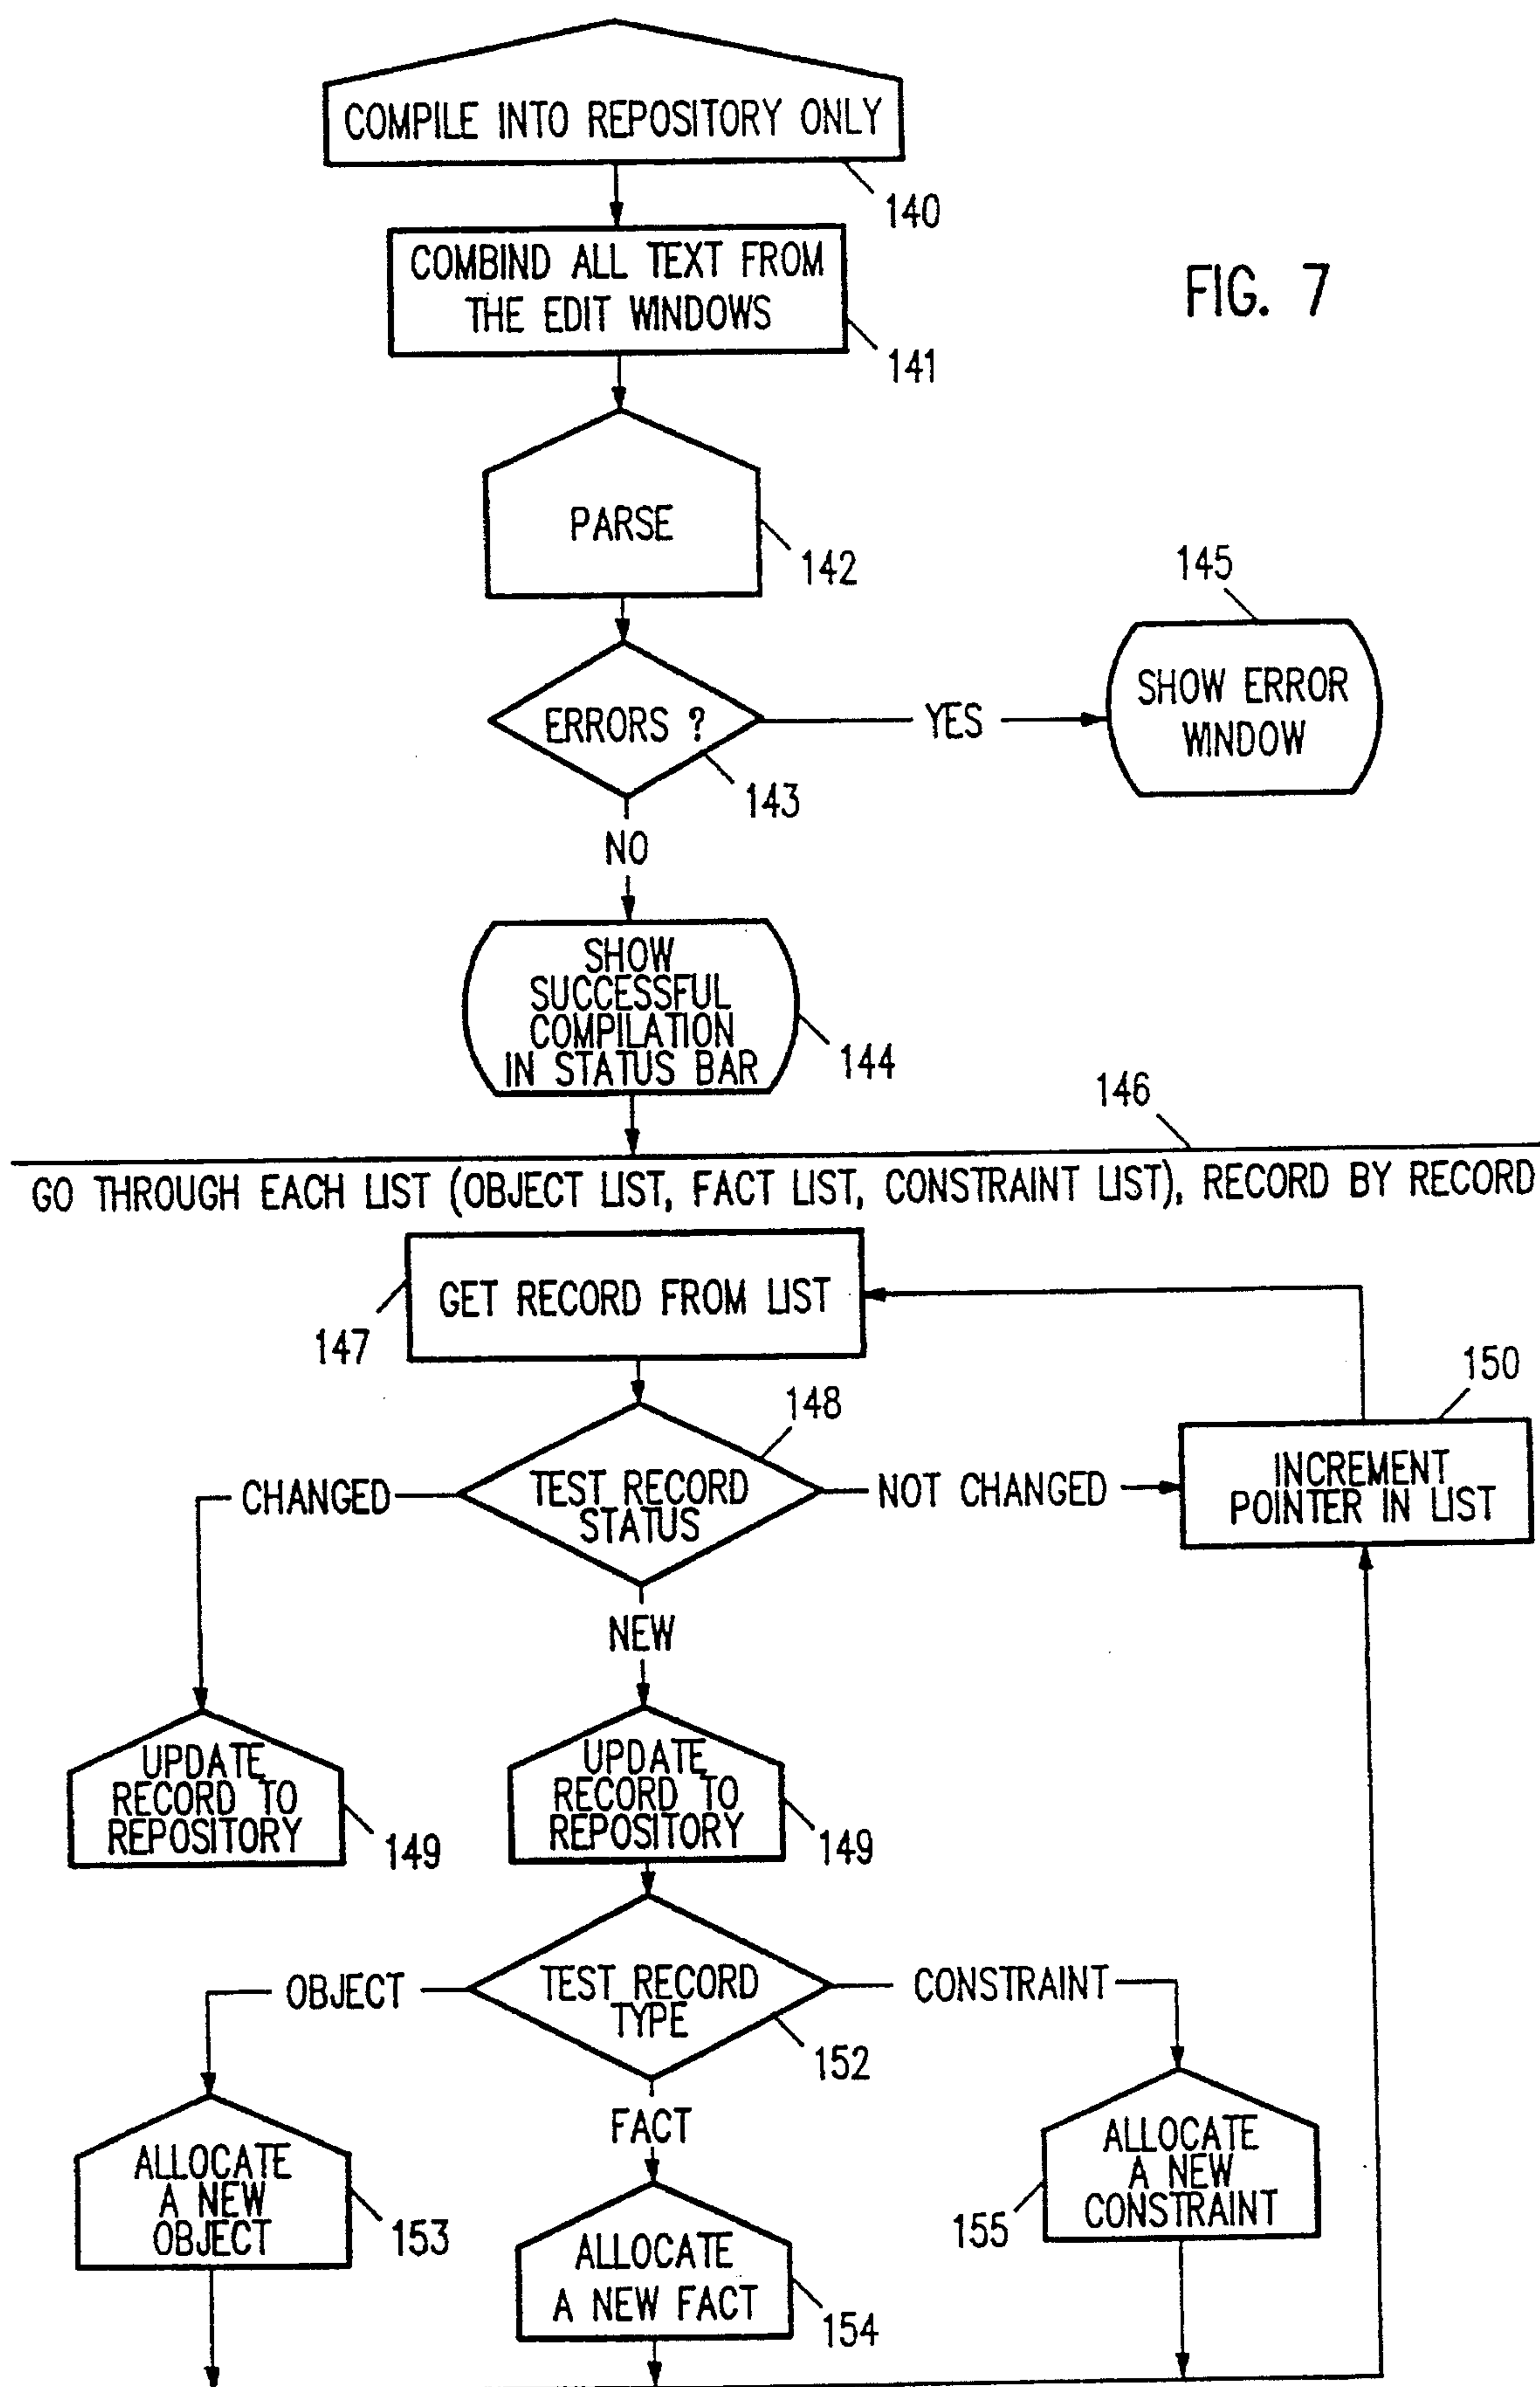 COMPILE INTO REPOSITORY ONLY
140
COMBIND ALL TEXT FROM
THE EDIT WINDOWS
141
FIG. 7
PARSE
142
145
ERRORS ?
YES
SHOW ERROR
WINDOW
143
NO
SHOW
SUCCESSFUL
COMPILATION
IN STATUS BAR
144
146
GO THROUGH EACH LIST (OBJECT LIST, FACT LIST, CONSTRAINT LIST), RECORD BY RECORD
GET RECORD FROM LIST
147
148
150
CHANGED
TEST RECORD
STATUS
NOT CHANGED
INCREMENT
POINTER IN LIST
NEW
UPDATE
RECORD TO
REPOSITORY
149
UPDATE
RECORD TO
REPOSITORY
149
OBJECT
TEST RECORD
TYPE
CONSTRAINT
152
FACT
ALLOCATE
A NEW
OBJECT
153
ALLOCATE
A NEW FACT
154
ALLOCATE
A NEW
CONSTRAINT
155